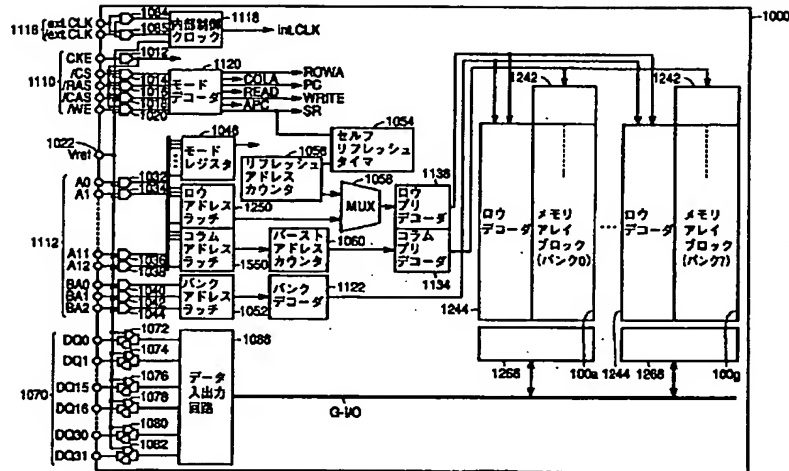 1118
ext.CLK
/ext.CLK
1084
1085
内部制御
クロック
1118
int.CLK
1000
1110
CKE
/CS
/RAS
/CAS
/WE
1012
1014
1016
1018
1020
モード
デコーダ
1120
COLA
READ
APC
ROWA
PC
WRITE
SR
1022
Vref
1046
モード
レジスタ
1054
セルフ
リフレッシュ
タイマ
1056
リフレッシュ
アドレス
カウンタ
1058
MUX
1138
ロウ
プリ
デコーダ
コラム
プリ
デコーダ
1134
1112
A0
A1
A11
A12
BA0
BA1
BA2
1032
1034
1036
1038
1040
1044
ロウ
アドレス
ラッチ
1250
コラム
アドレス
ラッチ
1550
バースト
アドレス
カウンタ
1060
バンク
アドレス
ラッチ
1052
バンク
デコーダ
1122
1242
1242
ロウ
デコーダ
メモリ
アレイ
ブロック
(バンク0)
...
ロウ
デコーダ
メモリ
アレイ
ブロック
(バンク7)
1244
1268
100a
1244
1268
100g
1070
DQ0
DQ1
DQ15
DQ16
DQ30
DQ31
1072
1074
1076
1078
1080
1082
データ
入出力
回路
G-I/O